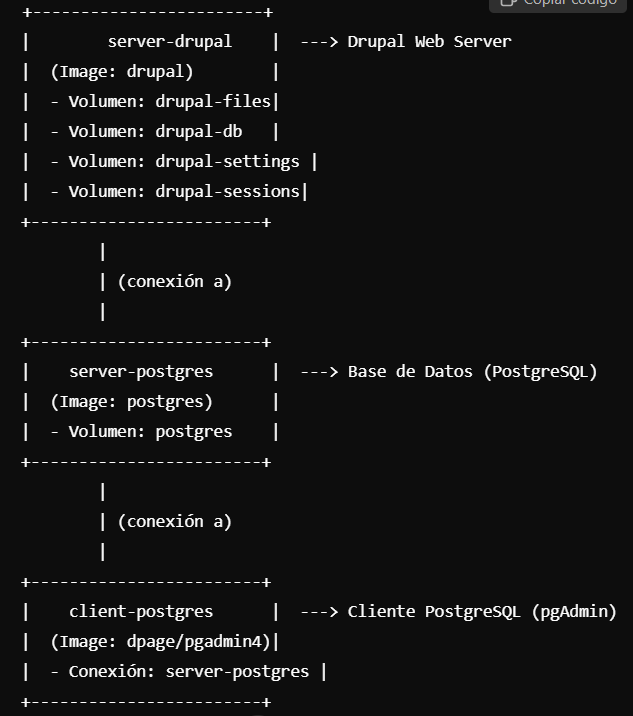 Copiar código
+------------------------+
|        server-drupal    |  ---> Drupal Web Server
|  (Image: drupal)        |
|  - Volumen: drupal-files|
|  - Volumen: drupal-db   |
|  - Volumen: drupal-settings |
|  - Volumen: drupal-sessions|
+------------------------+
        |
        | (conexión a)
        |
+------------------------+
|    server-postgres      |  ---> Base de Datos (PostgreSQL)
|  (Image: postgres)      |
|  - Volumen: postgres    |
+------------------------+
        |
        | (conexión a)
        |
+------------------------+
|    client-postgres      |  ---> Cliente PostgreSQL (pgAdmin)
|  (Image: dpage/pgadmin4)|
|  - Conexión: server-postgres |
+------------------------+